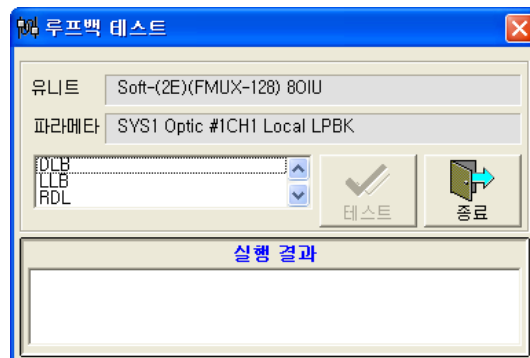 루프백 테스트
유니트 Soft-(2E)(FMUX-128) 8OIU
파라메타 SYS1 Optic #1CH1 Local LPBK
DLB
LLB
RDL
테스트
종료
실행 결과